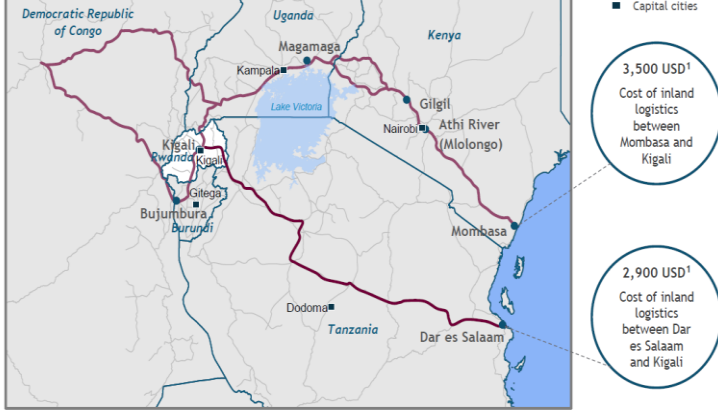 Democratic Republic
of Congo
Uganda
Kenya
Capital cities
Magamaga
Kampala
3,500 USD¹
Cost of inland
logistics
between
Mombasa and
Kigali
Lake Victoria
Gilgil
Nairobi
Athi River
(Mlolongo)
Kigali
Rwanda
Kigali
Gitega
Bujumbura
Burundi
Mombasa
2,900 USD¹
Cost of inland
logistics
between Dar
es Salaam
and Kigali
Dodoma
Tanzania
Dar es Salaam